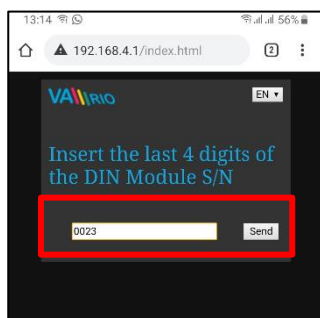 13:14 56%
192.168.4.1/index.html 2
VALLRIO EN
Insert the last 4 digits of
the DIN Module S/N
0023 Send